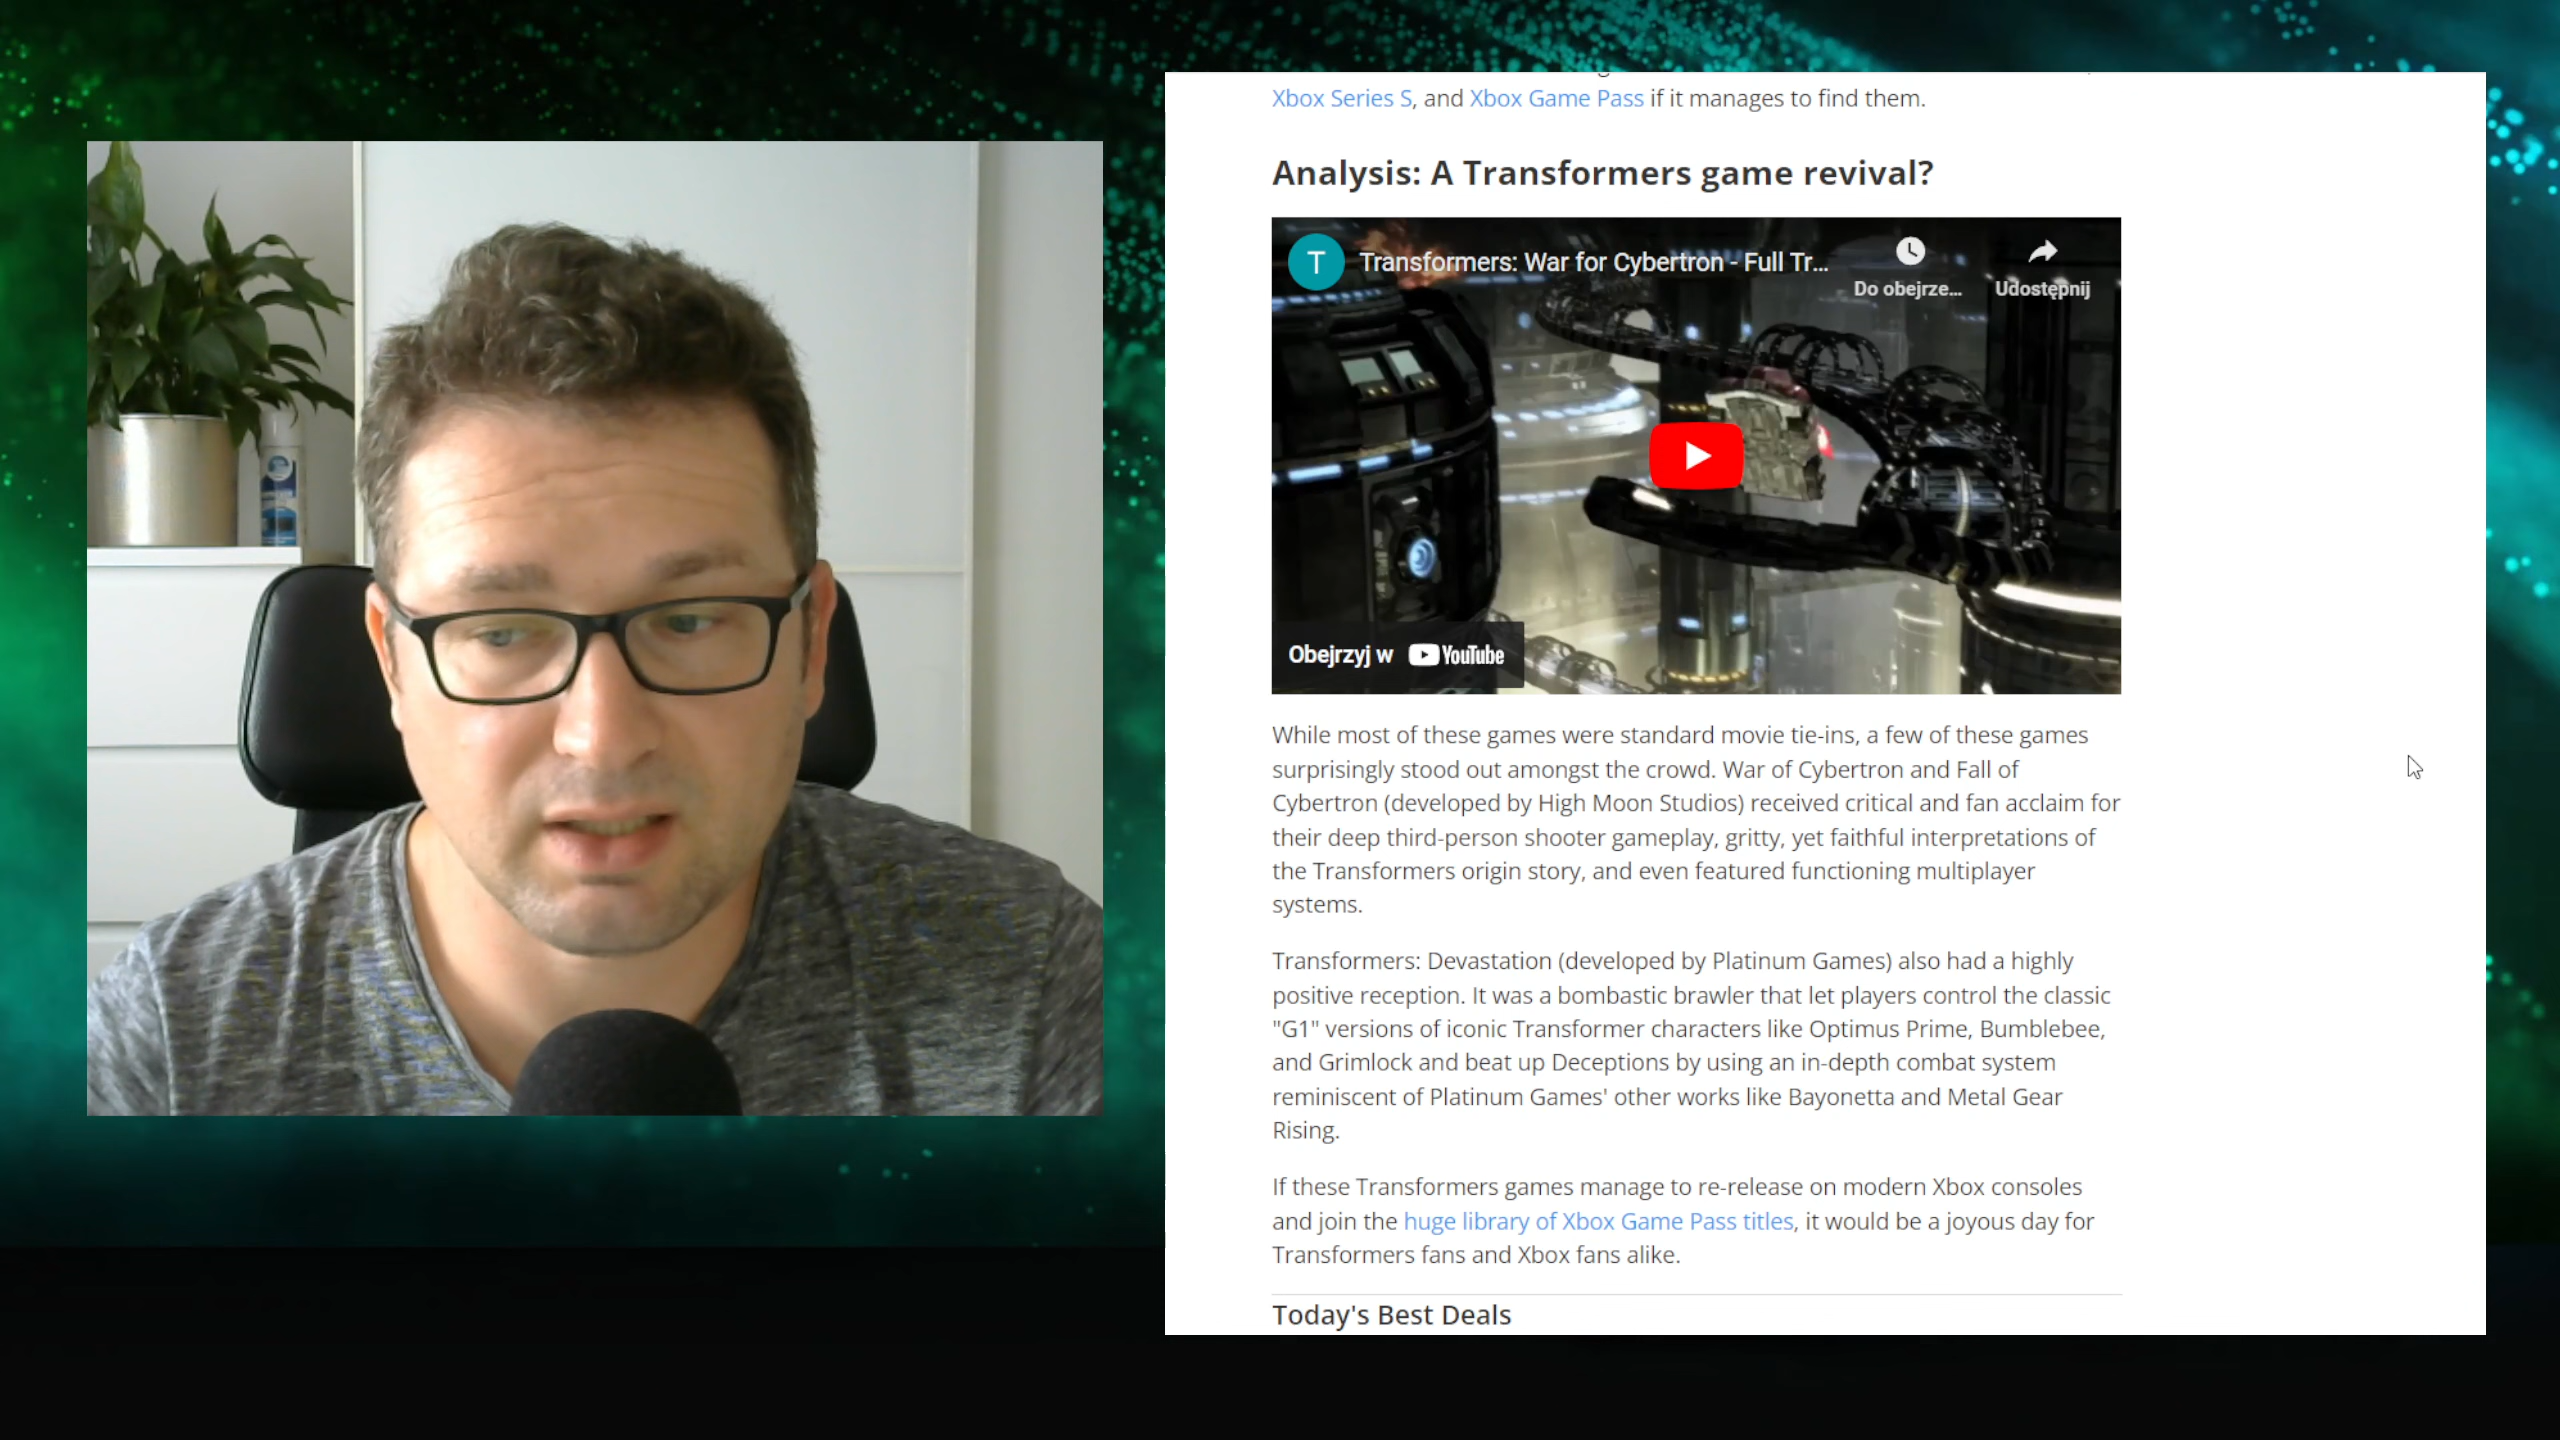 Xbox Series S, and Xbox Game Pass if it manages to find them.
Analysis: A Transformers game revival?
T
Transformers: War for Cybertron - Full Tr...
Do obejrze...
Udostępnij
Obejrzyj w YouTube
While most of these games were standard movie tie-ins, a few of these games
surprisingly stood out amongst the crowd. War of Cybertron and Fall of
Cybertron (developed by High Moon Studios) received critical and fan acclaim for
their deep third-person shooter gameplay, gritty, yet faithful interpretations of
the Transformers origin story, and even featured functioning multiplayer
systems.
Transformers: Devastation (developed by Platinum Games) also had a highly
positive reception. It was a bombastic brawler that let players control the classic
"G1" versions of iconic Transformer characters like Optimus Prime, Bumblebee,
and Grimlock and beat up Deceptions by using an in-depth combat system
reminiscent of Platinum Games' other works like Bayonetta and Metal Gear
Rising.
If these Transformers games manage to re-release on modern Xbox consoles
and join the huge library of Xbox Game Pass titles, it would be a joyous day for
Transformers fans and Xbox fans alike.
Today's Best Deals